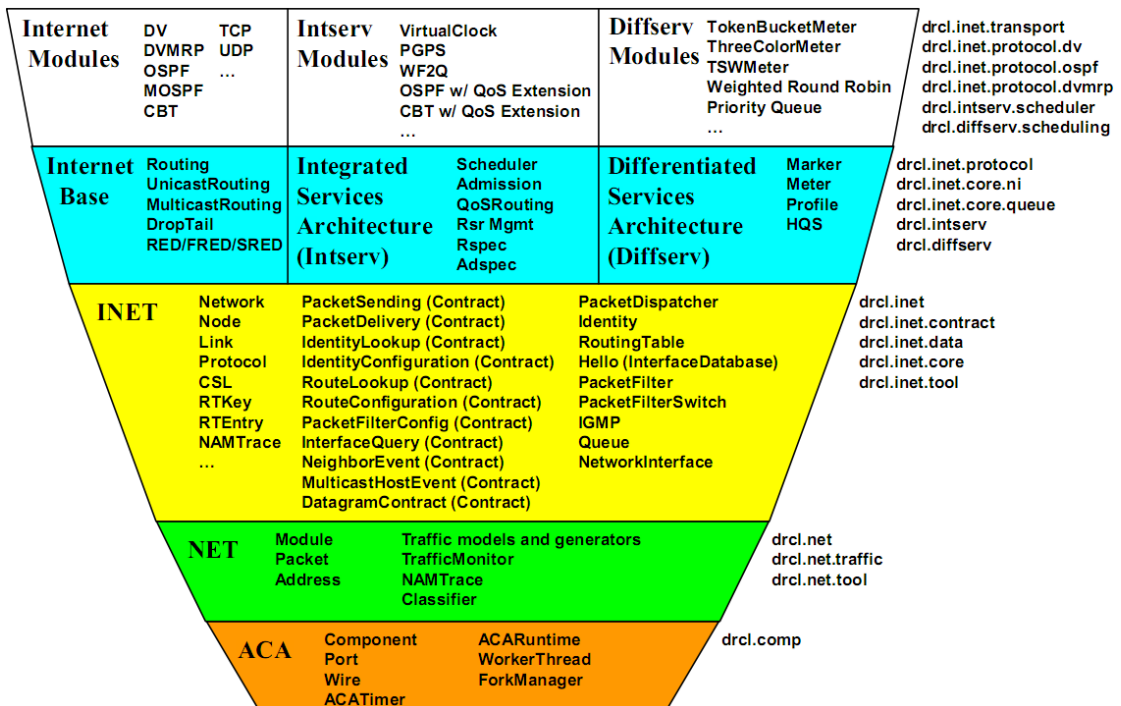 Internet Modules
DV
DVMRP
OSPF
MOSPF
CBT
TCP
UDP
...
Intserv Modules
VirtualClock
PGPS
WF2Q
OSPF w/ QoS Extension
CBT w/ QoS Extension
...
Diffserv Modules
TokenBucketMeter
ThreeColorMeter
TSWMeter
Weighted Round Robin
Priority Queue
...
drcl.inet.transport
drcl.inet.protocol.dv
drcl.inet.protocol.ospf
drcl.inet.protocol.dvmrp
drcl.intserv.scheduler
drcl.diffserv.scheduling
Internet Base
Routing
UnicastRouting
MulticastRouting
DropTail
RED/FRED/SRED
Integrated
Services
Architecture
(Intserv)
Scheduler
Admission
QoSRouting
Rsr Mgmt
Rspec
Adspec
Differentiated
Services
Architecture
(Diffserv)
Marker
Meter
Profile
HQS
drcl.inet.protocol
drcl.inet.core.ni
drcl.inet.core.queue
drcl.intserv
drcl.diffserv
INET
Network
Node
Link
Protocol
CSL
RTKey
RTEntry
NAMTrace
...
PacketSending (Contract)
PacketDelivery (Contract)
IdentityLookup (Contract)
IdentityConfiguration (Contract)
RouteLookup (Contract)
RouteConfiguration (Contract)
PacketFilterConfig (Contract)
InterfaceQuery (Contract)
NeighborEvent (Contract)
MulticastHostEvent (Contract)
DatagramContract (Contract)
PacketDispatcher
Identity
RoutingTable
Hello (InterfaceDatabase)
PacketFilter
PacketFilterSwitch
IGMP
Queue
NetworkInterface
drcl.inet
drcl.inet.contract
drcl.inet.data
drcl.inet.core
drcl.inet.tool
NET
Module
Packet
Address
Traffic models and generators
TrafficMonitor
NAMTrace
Classifier
drcl.net
drcl.net.traffic
drcl.net.tool
ACA
Component
Port
Wire
ACATimer
ACARuntime
WorkerThread
ForkManager
drcl.comp